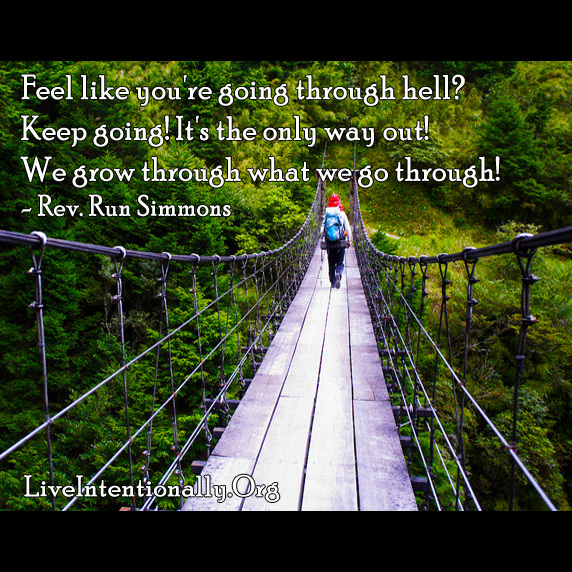 Feel like you're going through hell?
Keep going! It's the only way out!
We grow through what we go through!
- Rev. Run Simmons
LiveIntentionally.Org